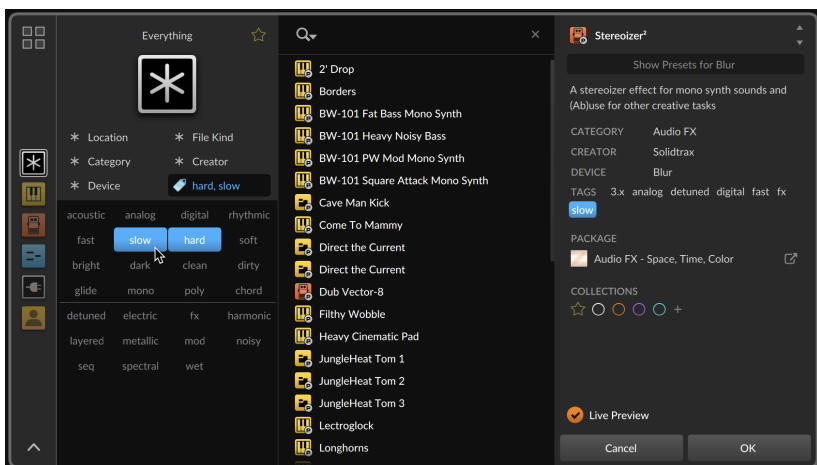 Everything
* Location
* File Kind
* Category
* Creator
* Device
hard, slow
acoustic analog digital rhythmic
fast slow hard soft
bright dark clean dirty
glide mono poly chord
detuned electric fx harmonic
layered metallic mod noisy
seq spectral wet
2' Drop
Borders
BW-101 Fat Bass Mono Synth
BW-101 Heavy Noisy Bass
BW-101 PW Mod Mono Synth
BW-101 Square Attack Mono Synth
Cave Man Kick
Come To Mammy
Direct the Current
Direct the Current
Dub Vector-8
Filthy Wobble
Heavy Cinematic Pad
JungleHeat Tom 1
JungleHeat Tom 2
JungleHeat Tom 3
Lectroglock
Longhorns
Stereoizer²
Show Presets for Blur
A stereoizer effect for mono synth sounds and
(Ab)use for other creative tasks
CATEGORY Audio FX
CREATOR Solidtrax
DEVICE Blur
TAGS 3.x analog detuned digital fast fx
slow
PACKAGE
Audio FX - Space, Time, Color
COLLECTIONS
Live Preview
Cancel OK